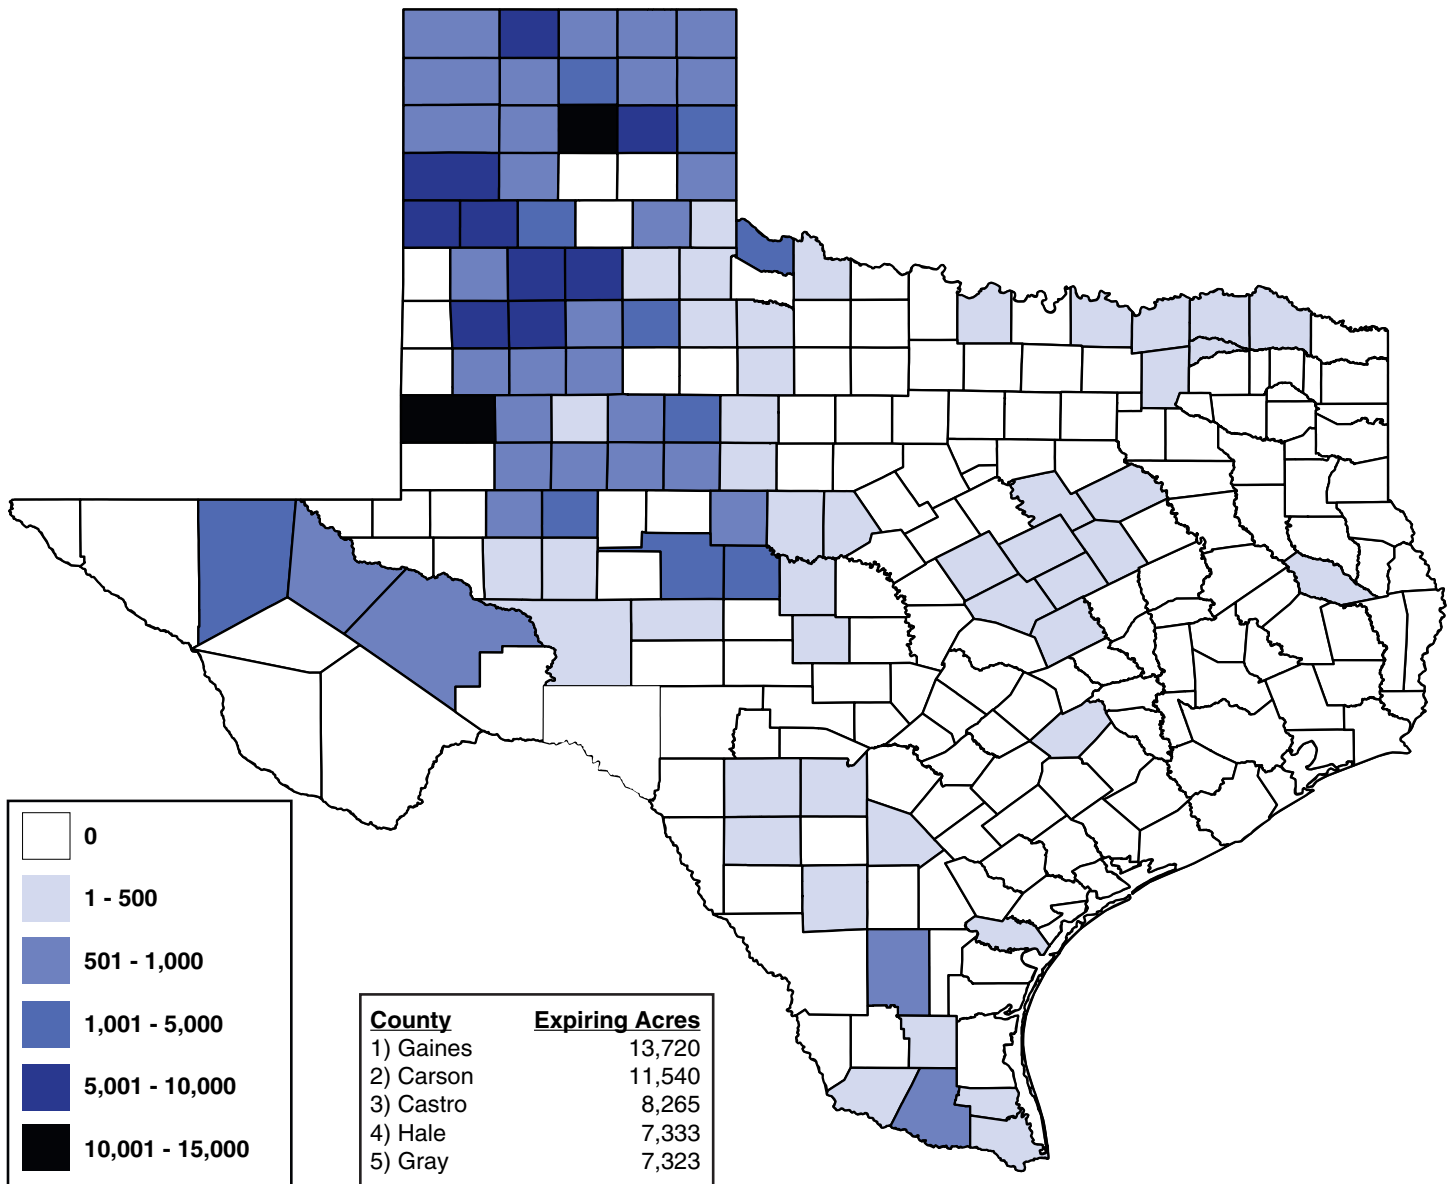 0
1 - 500
501 - 1,000
1,001 - 5,000
5,001 - 10,000
10,001 - 15,000
County Expiring Acres
1) Gaines 13,720
2) Carson 11,540
3) Castro 8,265
4) Hale 7,333
5) Gray 7,323